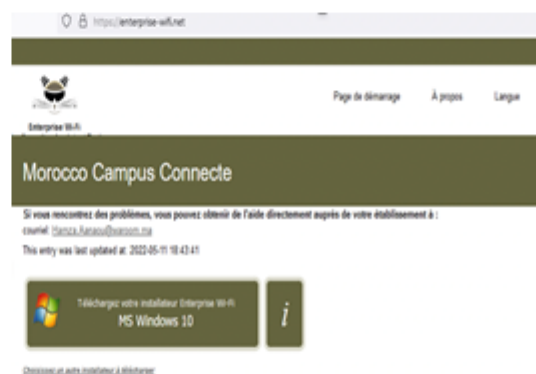 https://enterprise-wifi.net
Page de démarrage À propos Langue
Enterprise Wi-Fi
Morocco Campus Connecte
Si vous rencontrez des problèmes, vous pouvez obtenir de l'aide directement auprès de votre établissement à :
courriel:
This entry was last updated at: 2022-05-11 18:43:41
Téléchargez votre installateur Enterprise Wi-Fi
MS Windows 10
i
Choisissez un autre installateur à télécharger